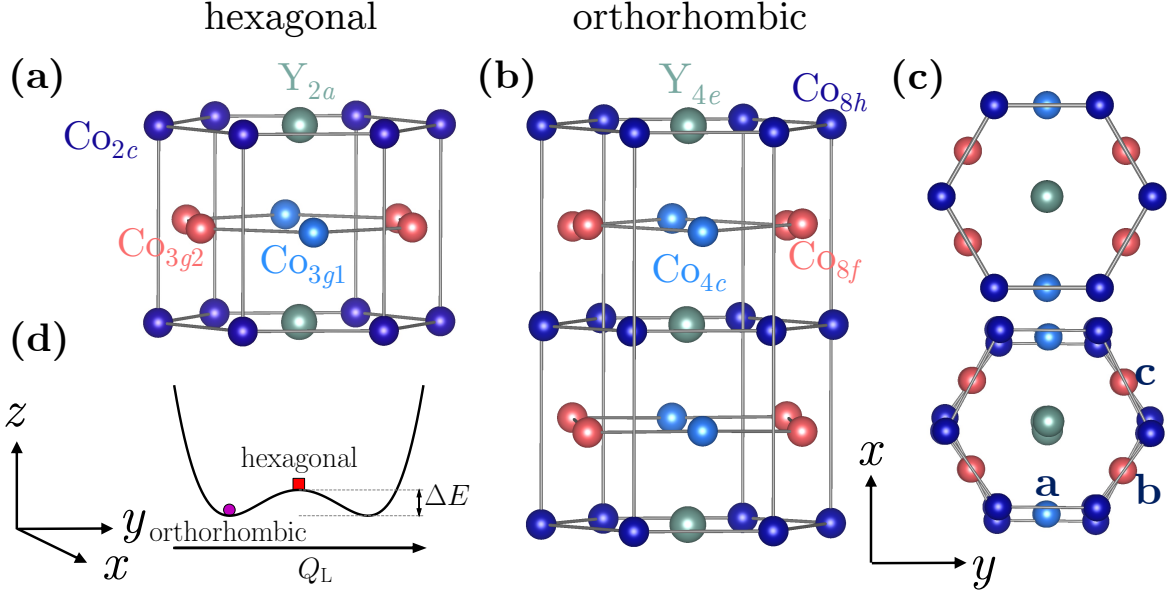 hexagonal
orthorhombic
(a)
Y2a
Co2c
Co3g2
Co3g1
(b)
Y4e
Co8h
Co4c
Co8f
(c)
c
b
a
x
y
(d)
z
y
x
hexagonal
orthorhombic
ΔE
QL